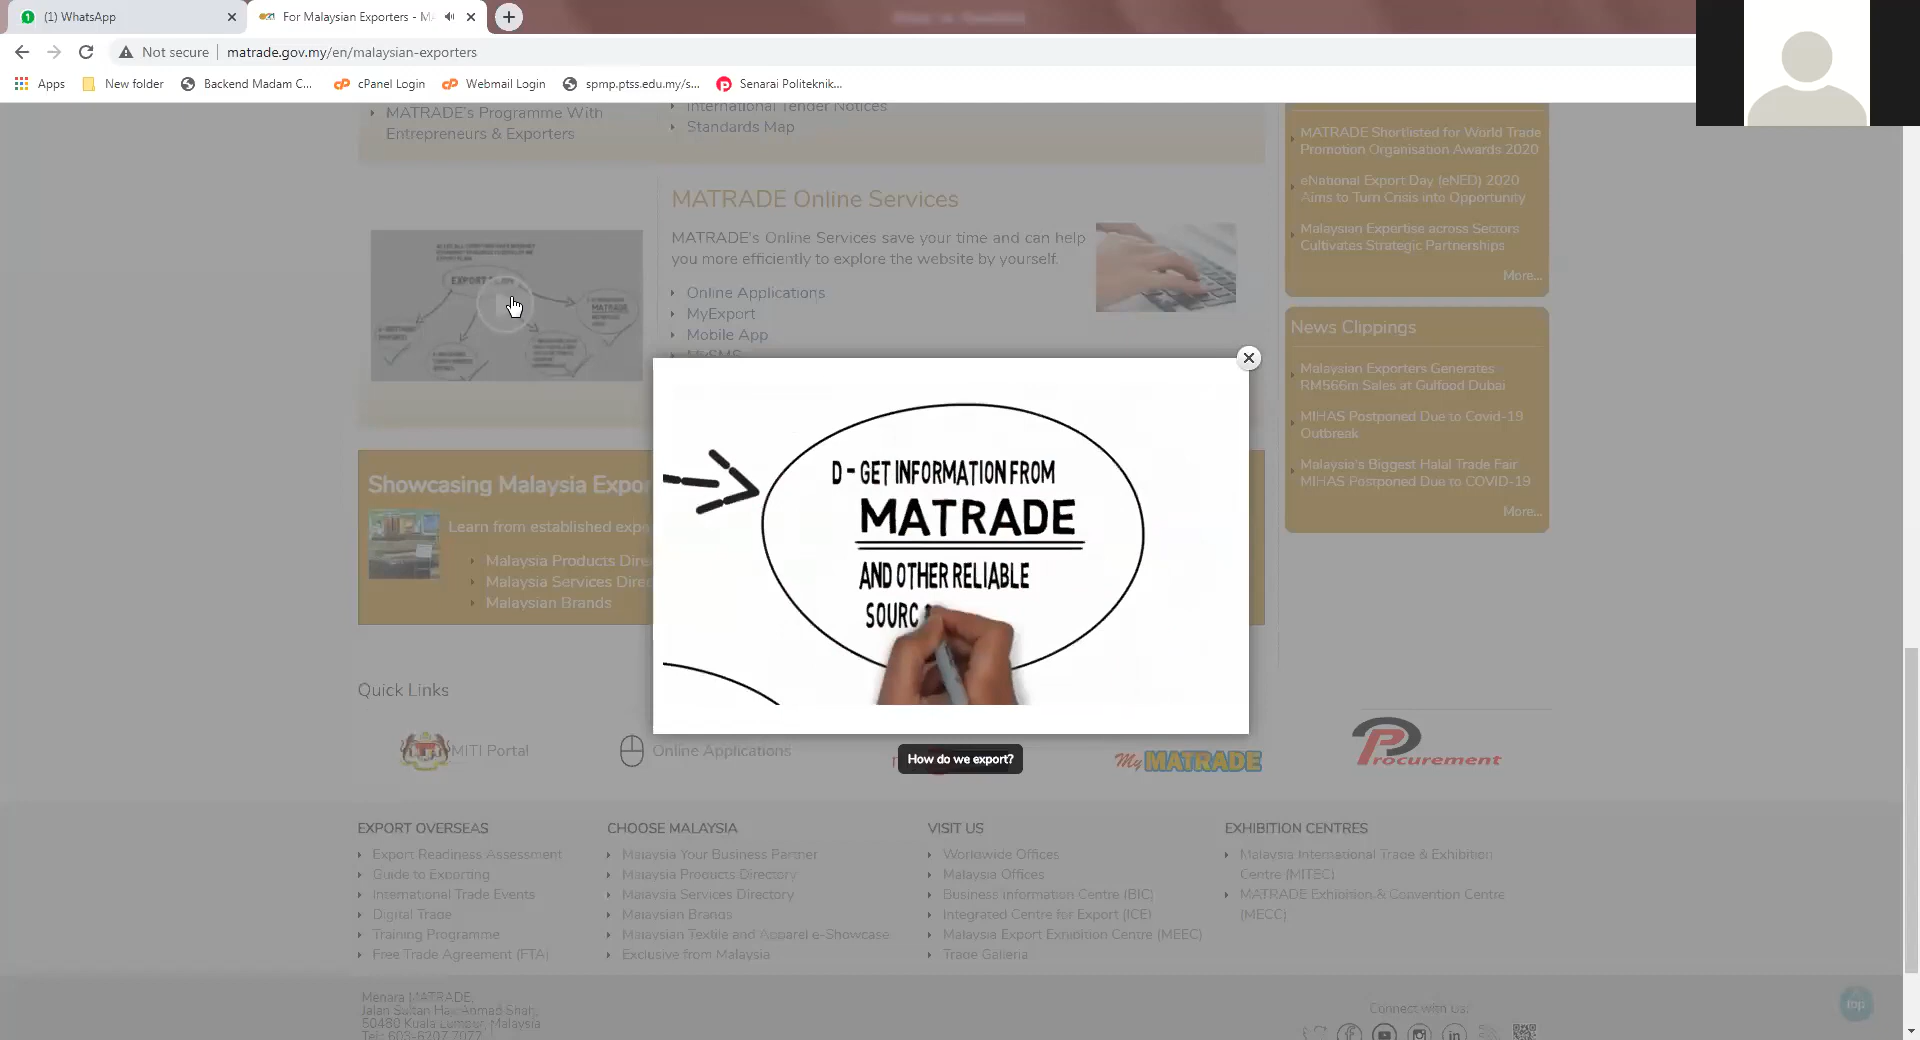 (1) WhatsApp
For Malaysian Exporters - MA
Not secure
matrade.gov.my/en/malaysian-exporters
Apps
New folder
Backend Madam C...
cPanel Login
Webmail Login
spmp.ptss.edu.my/s...
Senarai Politeknik...
MATRADE's Programme With
Entrepreneurs & Exporters
International Tender Notices
Standards Map
MATRADE Online Services
MATRADE's Online Services save your time and can help
you more efficiently to explore the website by yourself.
Online Applications
MyExport
Mobile App
MySMS
EXPORT
MATRADE
D - GET INFORMATION FROM
MATRADE
AND OTHER RELIABLE
SOURC
How do we export?
Showcasing Malaysia Expor
Learn from established expo
Malaysia Products Dire
Malaysia Services Direc
Malaysian Brands
MATRADE Shortlisted for World Trade
Promotion Organisation Awards 2020
eNational Export Day (eNED) 2020
Aims to Turn Crisis into Opportunity
Malaysian Expertise across Sectors
Cultivates Strategic Partnerships
More...
News Clippings
Malaysian Exporters Generates
RM566m Sales at Gulfood Dubai
MIHAS Postponed Due to Covid-19
Outbreak
Malaysia's Biggest Halal Trade Fair
MIHAS Postponed Due to COVID-19
More...
Quick Links
MITI Portal
Online Applications
My MATRADE
Procurement
EXPORT OVERSEAS
Export Readiness Assessment
Guide to Exporting
International Trade Events
Digital Trade
Training Programme
Free Trade Agreement (FTA)
CHOOSE MALAYSIA
Malaysia Your Business Partner
Malaysia Products Directory
Malaysia Services Directory
Malaysian Brands
Malaysian Textile and Apparel e-Showcase
Exclusive from Malaysia
VISIT US
Worldwide Offices
Malaysia Offices
Business Information Centre (BIC)
Integrated Centre for Export (ICE)
Malaysia Export Exhibition Centre (MEEC)
Trade Galleria
EXHIBITION CENTRES
Malaysia International Trade & Exhibition
Centre (MITEC)
MATRADE Exhibition & Convention Centre
(MECC)
Menara MATRADE,
Jalan Sultan Haji Ahmad Shah,
50480 Kuala Lumpur, Malaysia
Tel: 603-6207 7077
Connect with Us:
top